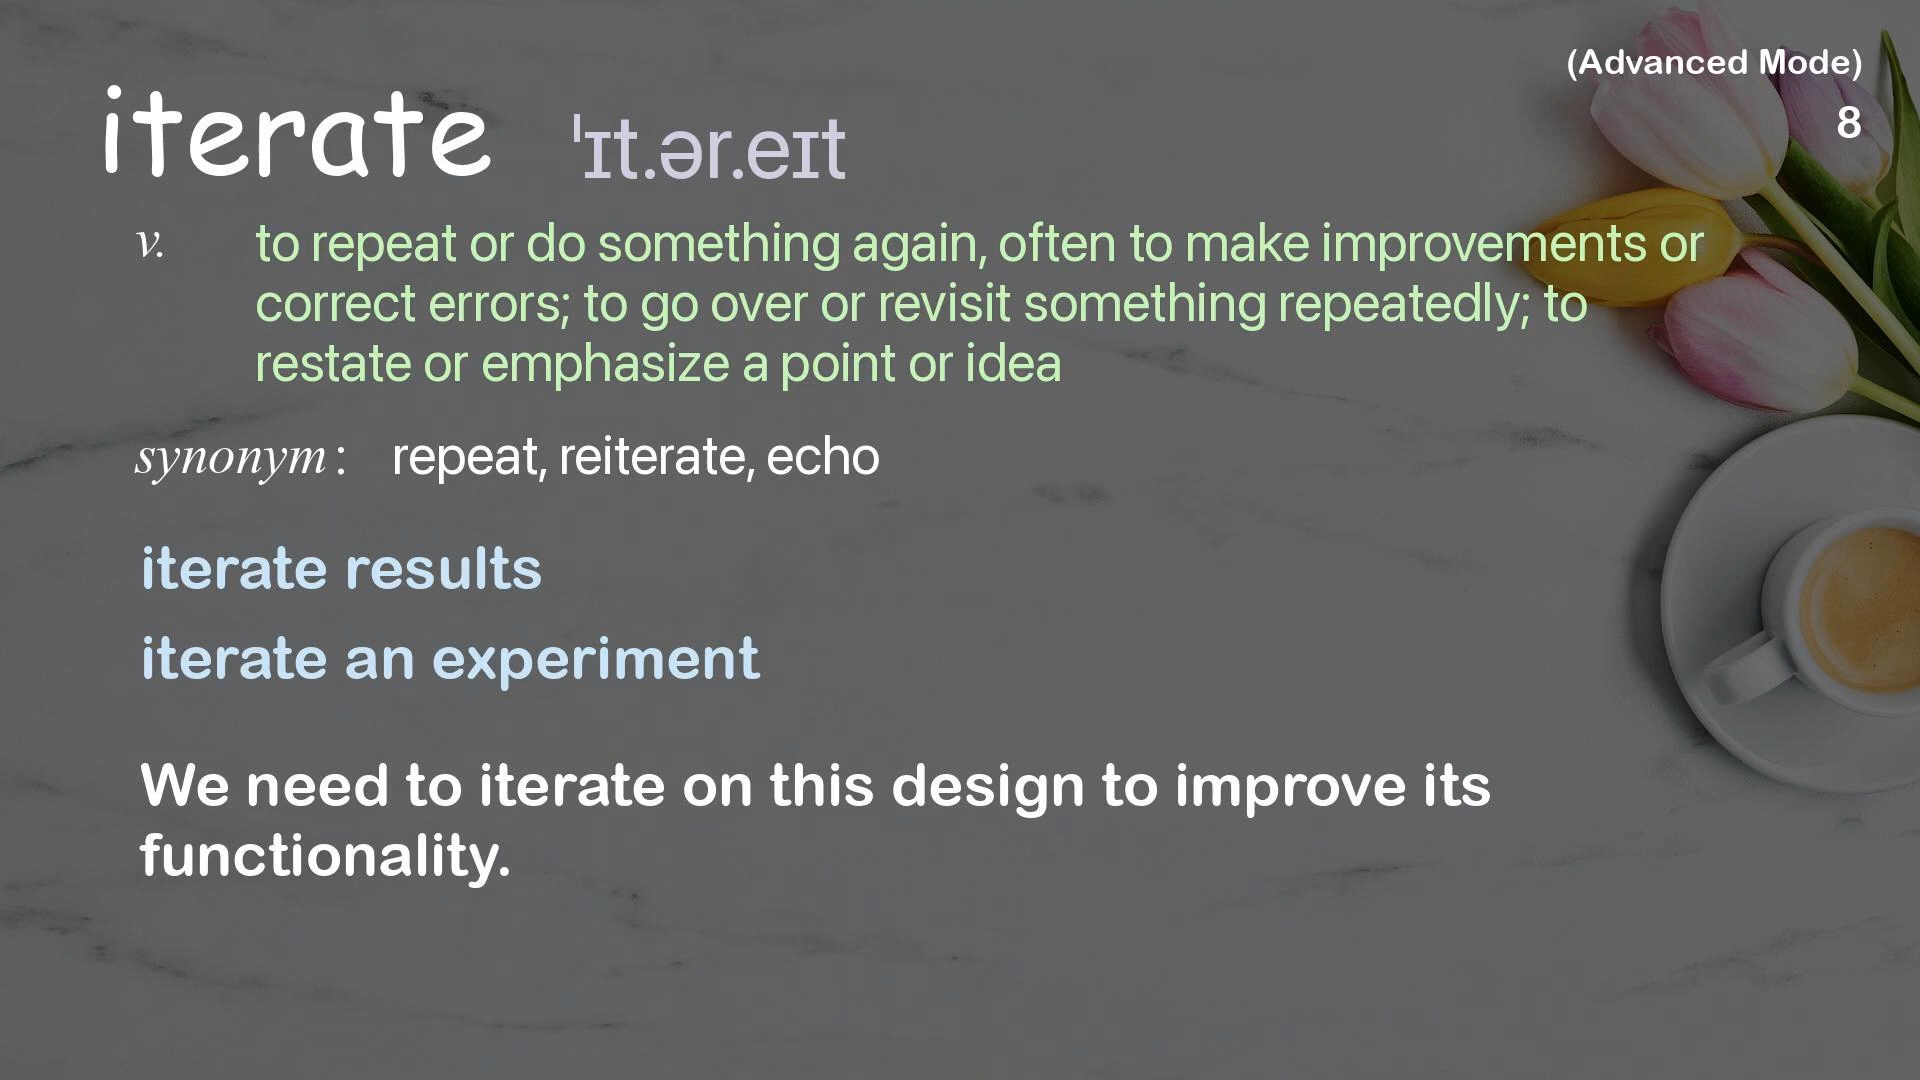 (Advanced Mode)
8
iterate ˈɪt.ər.eɪt
v. to repeat or do something again, often to make improvements or
correct errors; to go over or revisit something repeatedly; to
restate or emphasize a point or idea
synonym : repeat, reiterate, echo
iterate results
iterate an experiment
We need to iterate on this design to improve its
functionality.